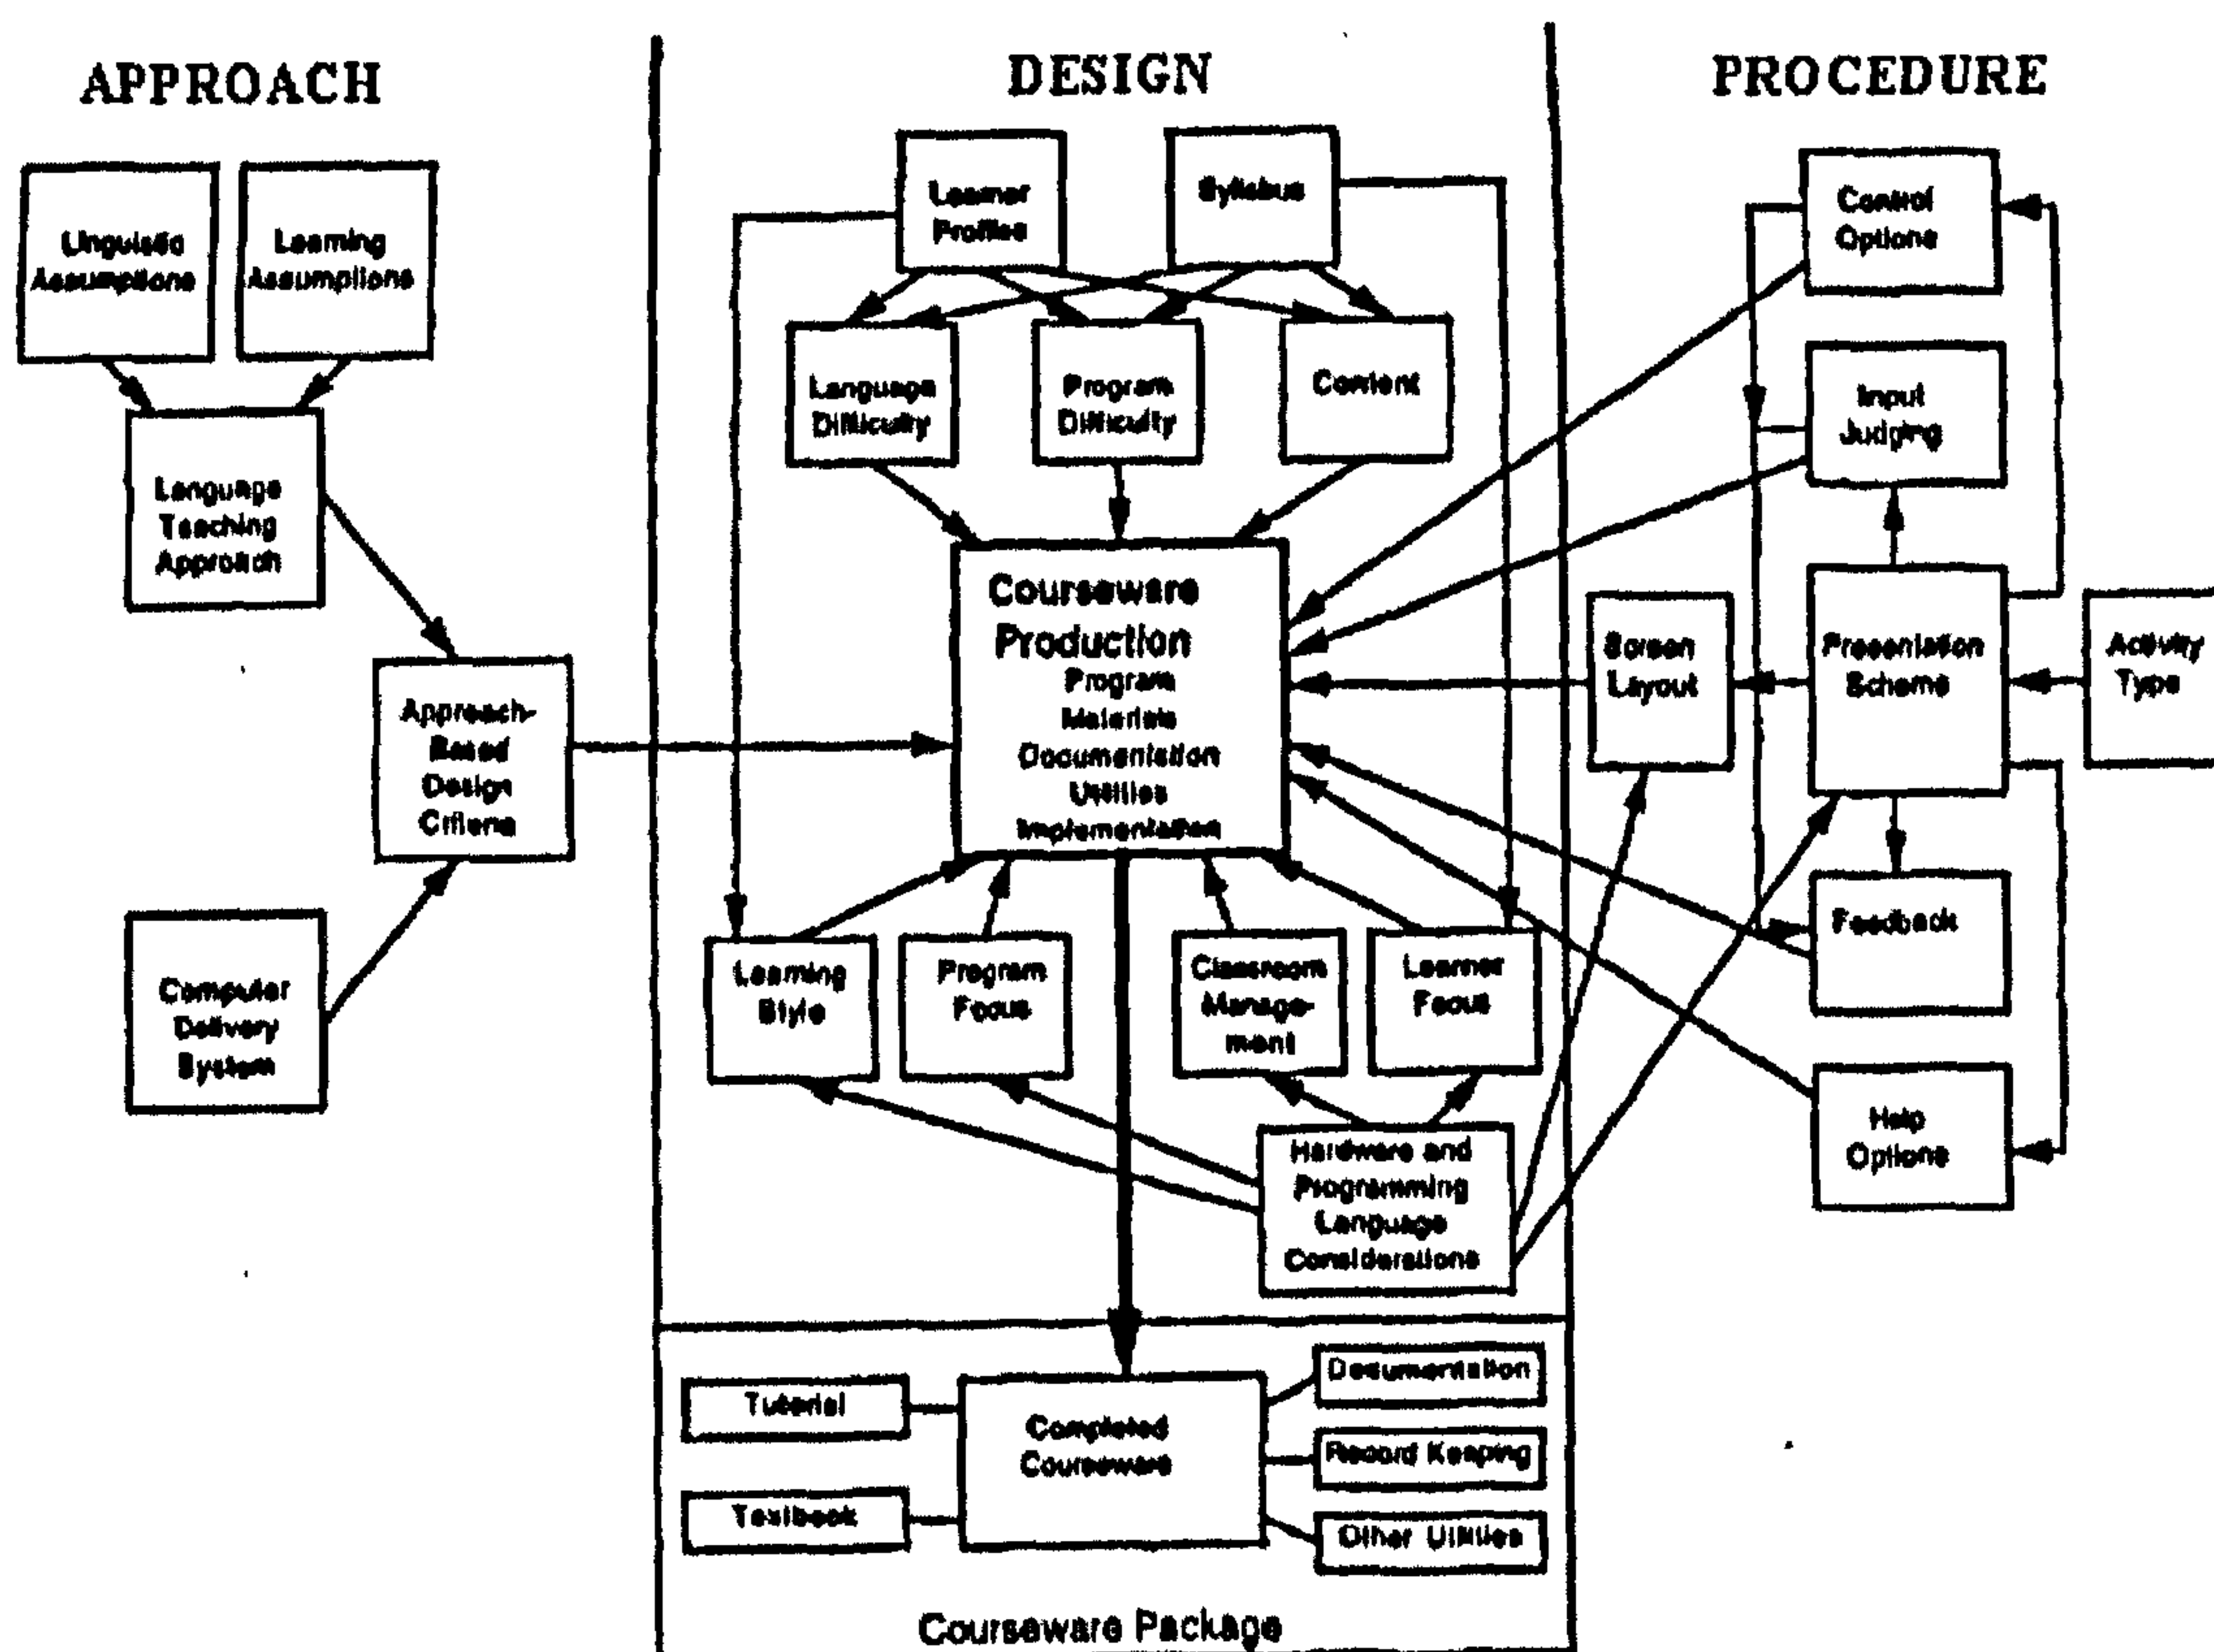 APPROACH
DESIGN
PROCEDURE
Linguistic
Assumptions
Learning
Assumptions
Language
Teaching
Approach
Approach-
Based
Design
Criteria
Computer
Delivery
System
Learner
Profiles
Syllabus
Language
Difficulty
Program
Difficulty
Content
Courseware
Production
Program
Materials
Documentation
Utilities
Implementation
Learning
Style
Program
Focus
Classroom
Manage-
ment
Learner
Focus
Hardware and
Programming
Language
Considerations
Control
Options
Input
Judging
Screen
Layout
Presentation
Scheme
Activity
Type
Feedback
Help
Options
Tutorial
Textbook
Completed
Courseware
Documentation
Record Keeping
Other Utilities
Courseware Package